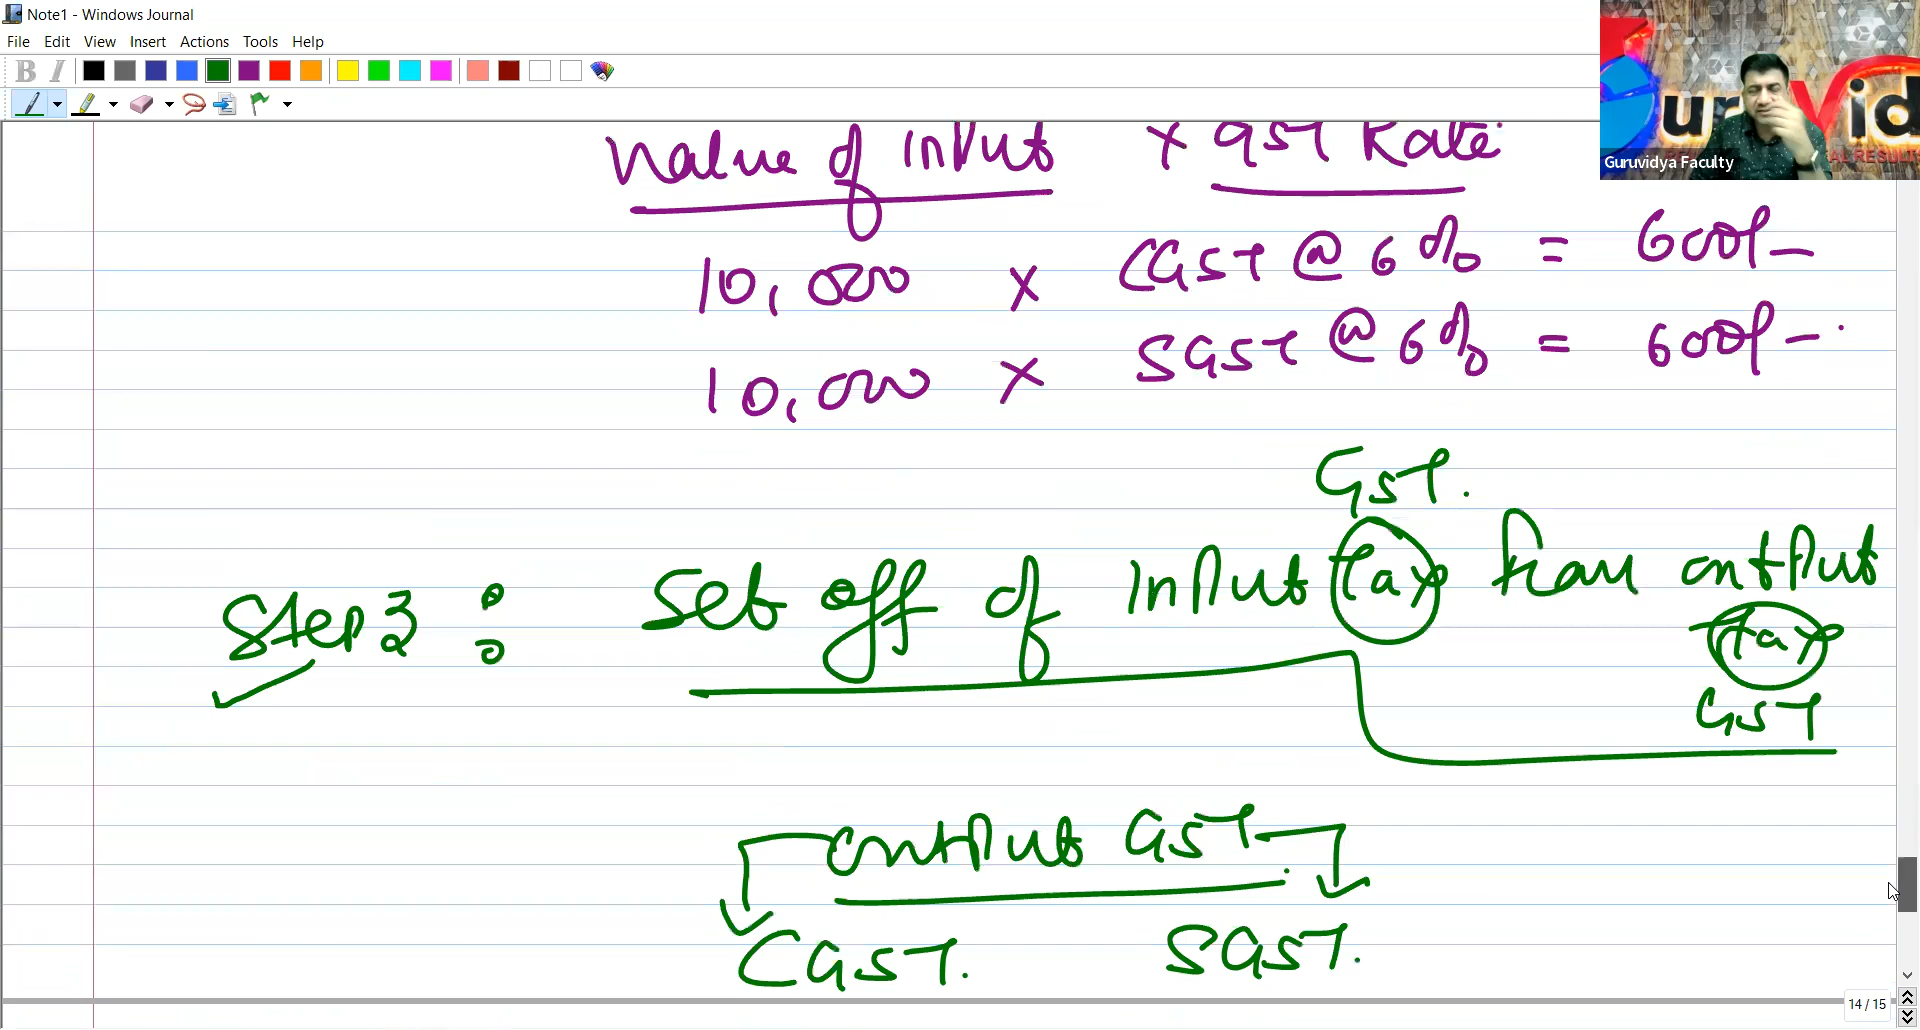 Note1 - Windows Journal
File Edit View Insert Actions Tools Help
B I
Guruvidya Faculty
AL RESULT
Value of Input × GST Rate
10,000 × CGST @ 6% = 600/-
10,000 × SGST @ 6% = 600/-
GST.
Step 3 : Set off of Input Tax from output
Tax
GST
output GST
CGST. SGST.
14 / 15